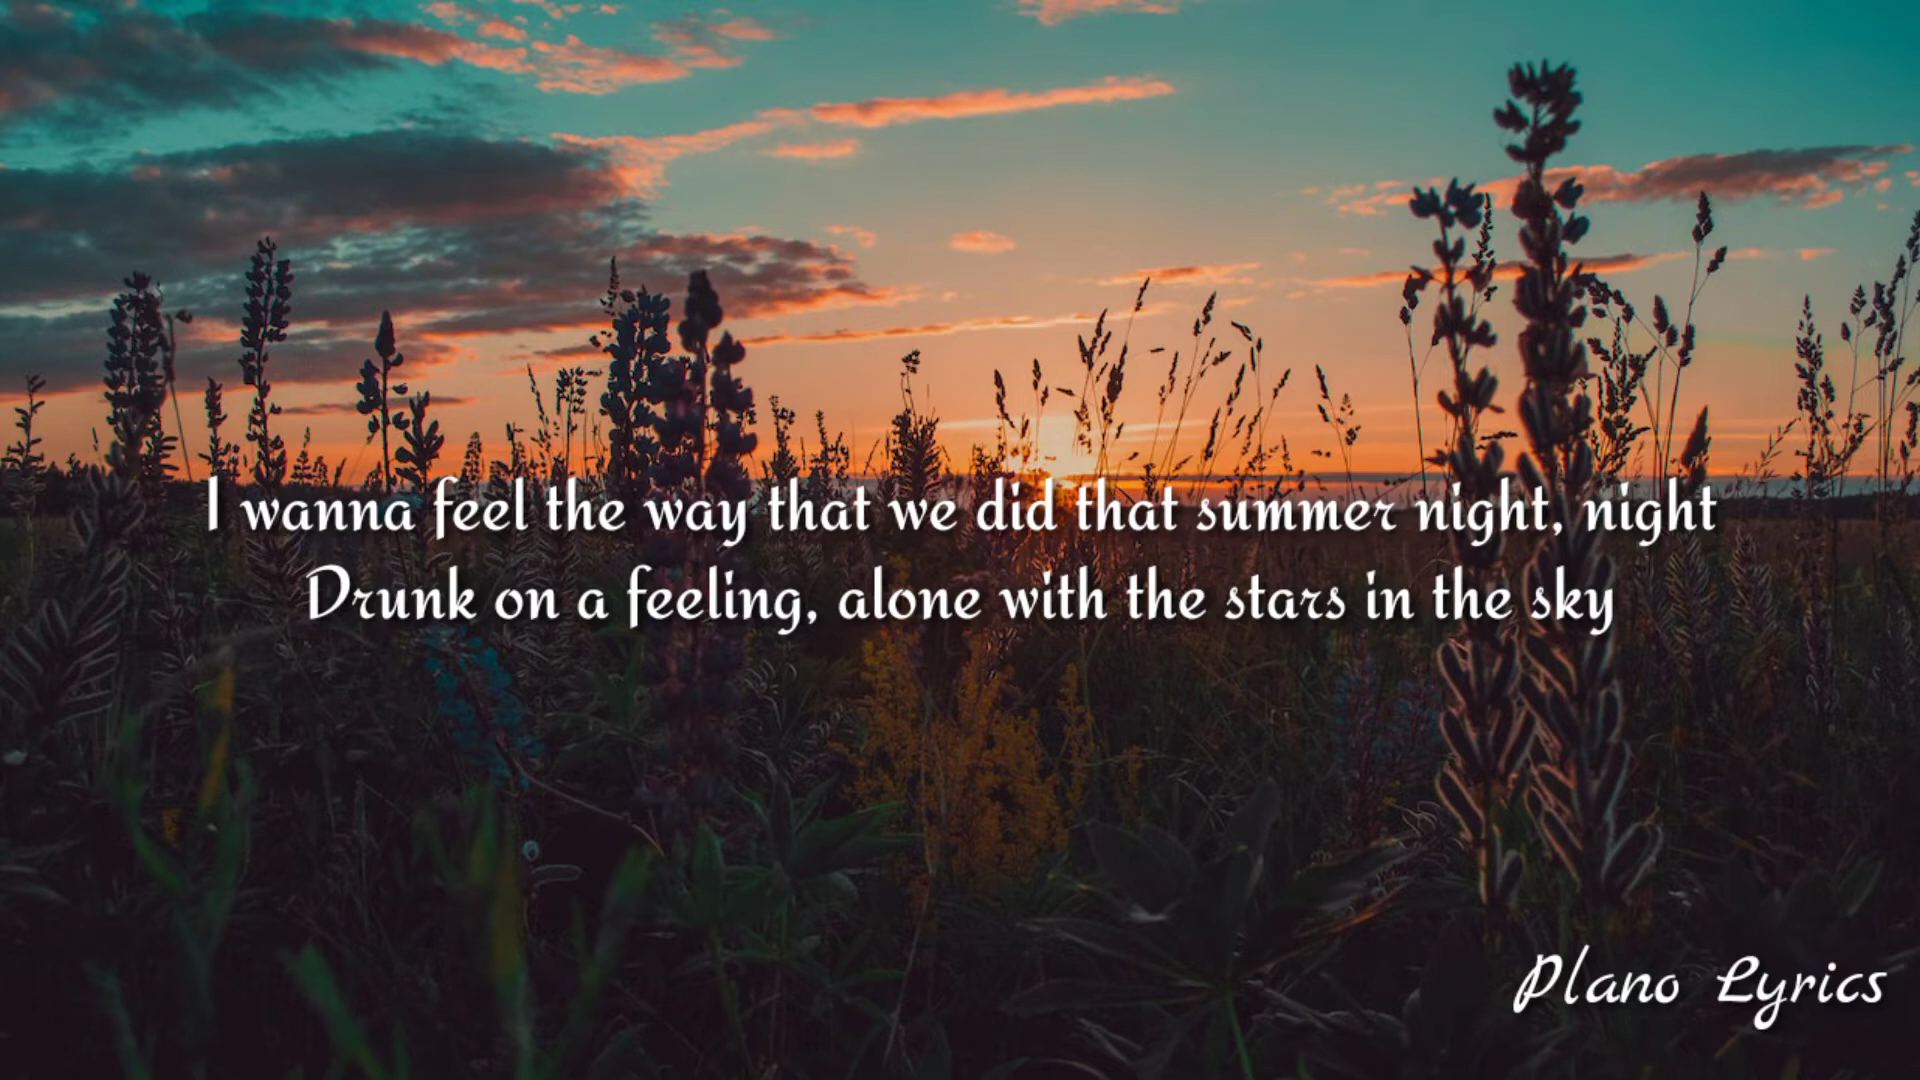 I wanna feel the way that we did that summer night, night
Drunk on a feeling, alone with the stars in the sky
Plano Lyrics